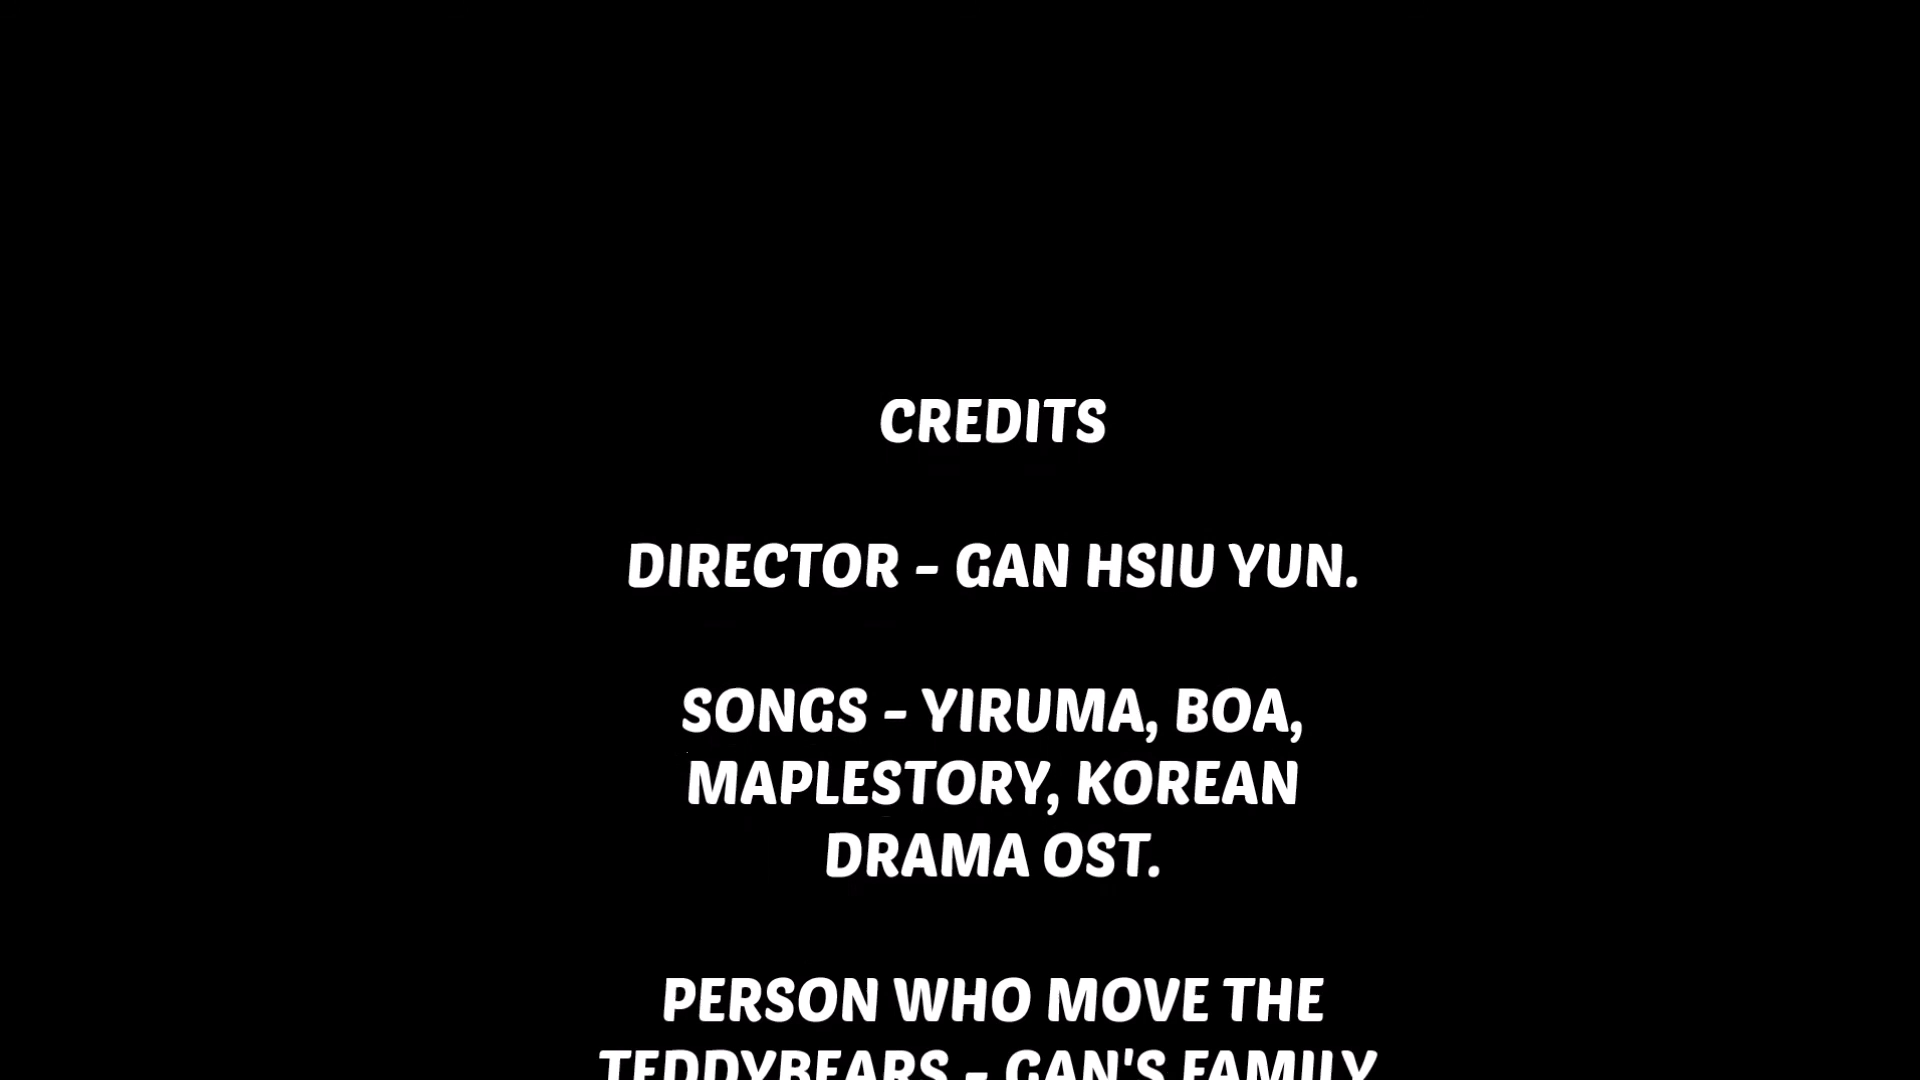 CREDITS
DIRECTOR - GAN HSIU YUN.
SONGS - YIRUMA, BOA,
MAPLESTORY, KOREAN
DRAMA OST.
PERSON WHO MOVE THE
TEDDYBEARS - GAN'S FAMILY